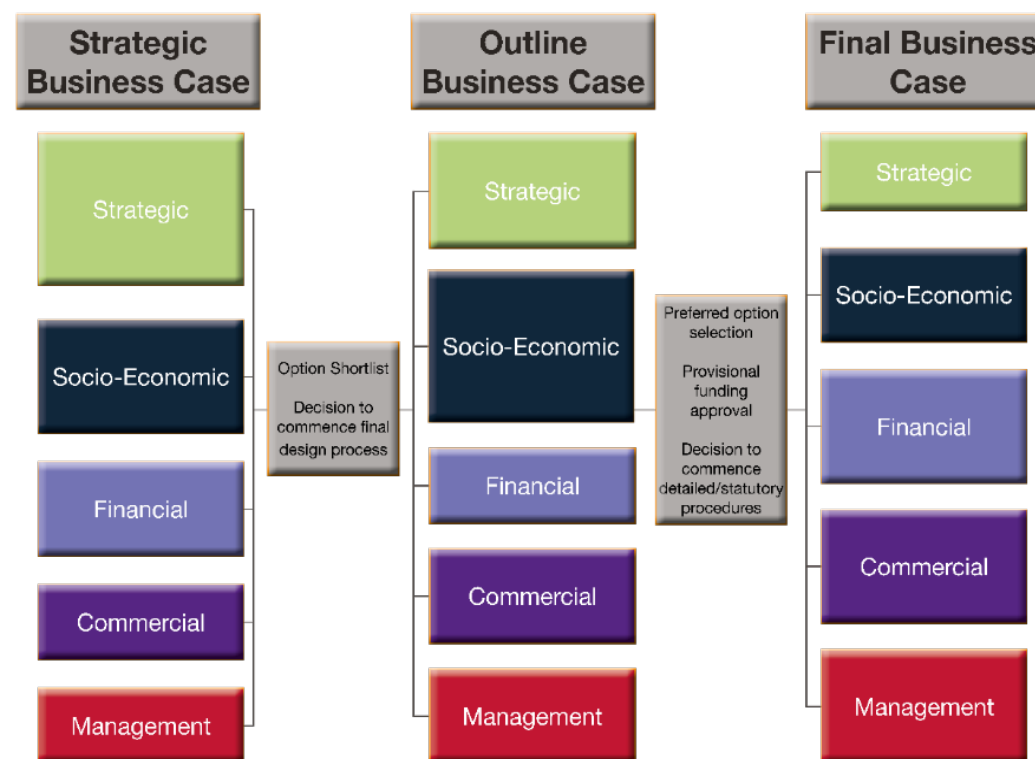 Strategic
Business Case
Strategic
Socio-Economic
Financial
Commercial
Management
Option Shortlist
Decision to
commence final
design process
Outline
Business Case
Strategic
Socio-Economic
Financial
Commercial
Management
Preferred option
selection
Provisional
funding
approval
Decision to
commence
detailed/statutory
procedures
Final Business
Case
Strategic
Socio-Economic
Financial
Commercial
Management